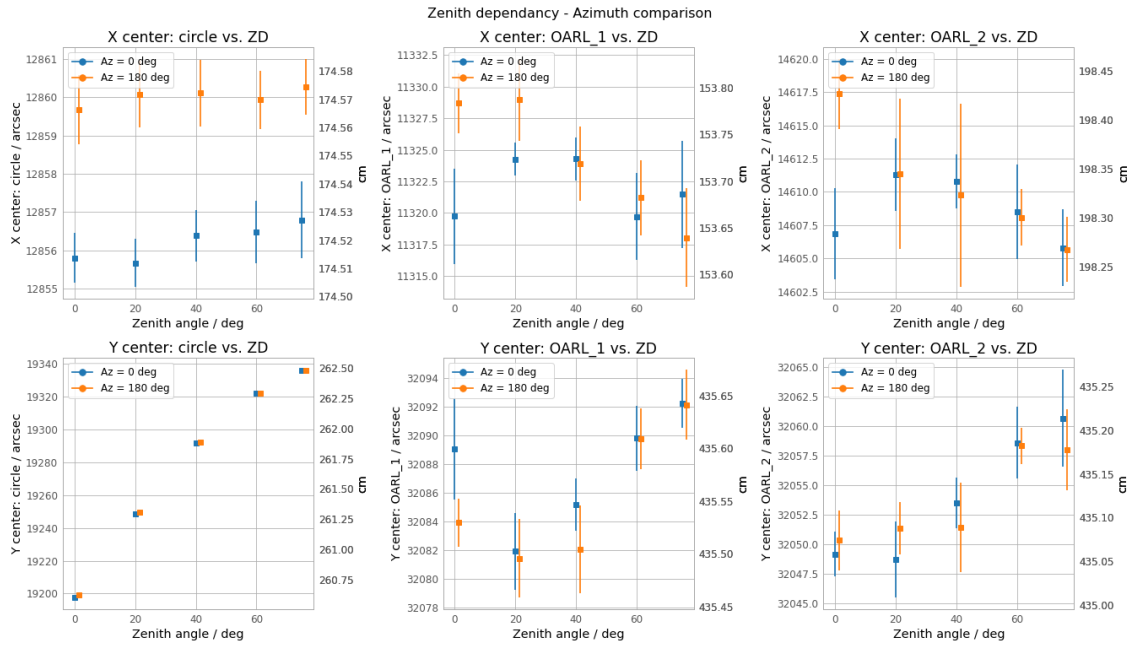 Zenith dependancy - Azimuth comparison
X center: circle vs. ZD
12861
12860
12859
12858
12857
12856
12855
X center: circle / arcsec
Az = 0 deg
Az = 180 deg
174.58
174.57
174.56
174.55
174.54
174.53
174.52
174.51
174.50
cm
0 20 40 60
Zenith angle / deg
X center: OARL_1 vs. ZD
11332.5
11330.0
11327.5
11325.0
11322.5
11320.0
11317.5
11315.0
X center: OARL_1 / arcsec
Az = 0 deg
Az = 180 deg
153.80
153.75
153.70
153.65
153.60
cm
0 20 40 60
Zenith angle / deg
X center: OARL_2 vs. ZD
14620.0
14617.5
14615.0
14612.5
14610.0
14607.5
14605.0
14602.5
X center: OARL_2 / arcsec
Az = 0 deg
Az = 180 deg
198.45
198.40
198.35
198.30
198.25
cm
0 20 40 60
Zenith angle / deg
Y center: circle vs. ZD
19340
19320
19300
19280
19260
19240
19220
19200
Y center: circle / arcsec
Az = 0 deg
Az = 180 deg
262.50
262.25
262.00
261.75
261.50
261.25
261.00
260.75
cm
0 20 40 60
Zenith angle / deg
Y center: OARL_1 vs. ZD
32094
32092
32090
32088
32086
32084
32082
32080
32078
Y center: OARL_1 / arcsec
Az = 0 deg
Az = 180 deg
435.65
435.60
435.55
435.50
435.45
cm
0 20 40 60
Zenith angle / deg
Y center: OARL_2 vs. ZD
32065.0
32062.5
32060.0
32057.5
32055.0
32052.5
32050.0
32047.5
32045.0
Y center: OARL_2 / arcsec
Az = 0 deg
Az = 180 deg
435.25
435.20
435.15
435.10
435.05
435.00
cm
0 20 40 60
Zenith angle / deg